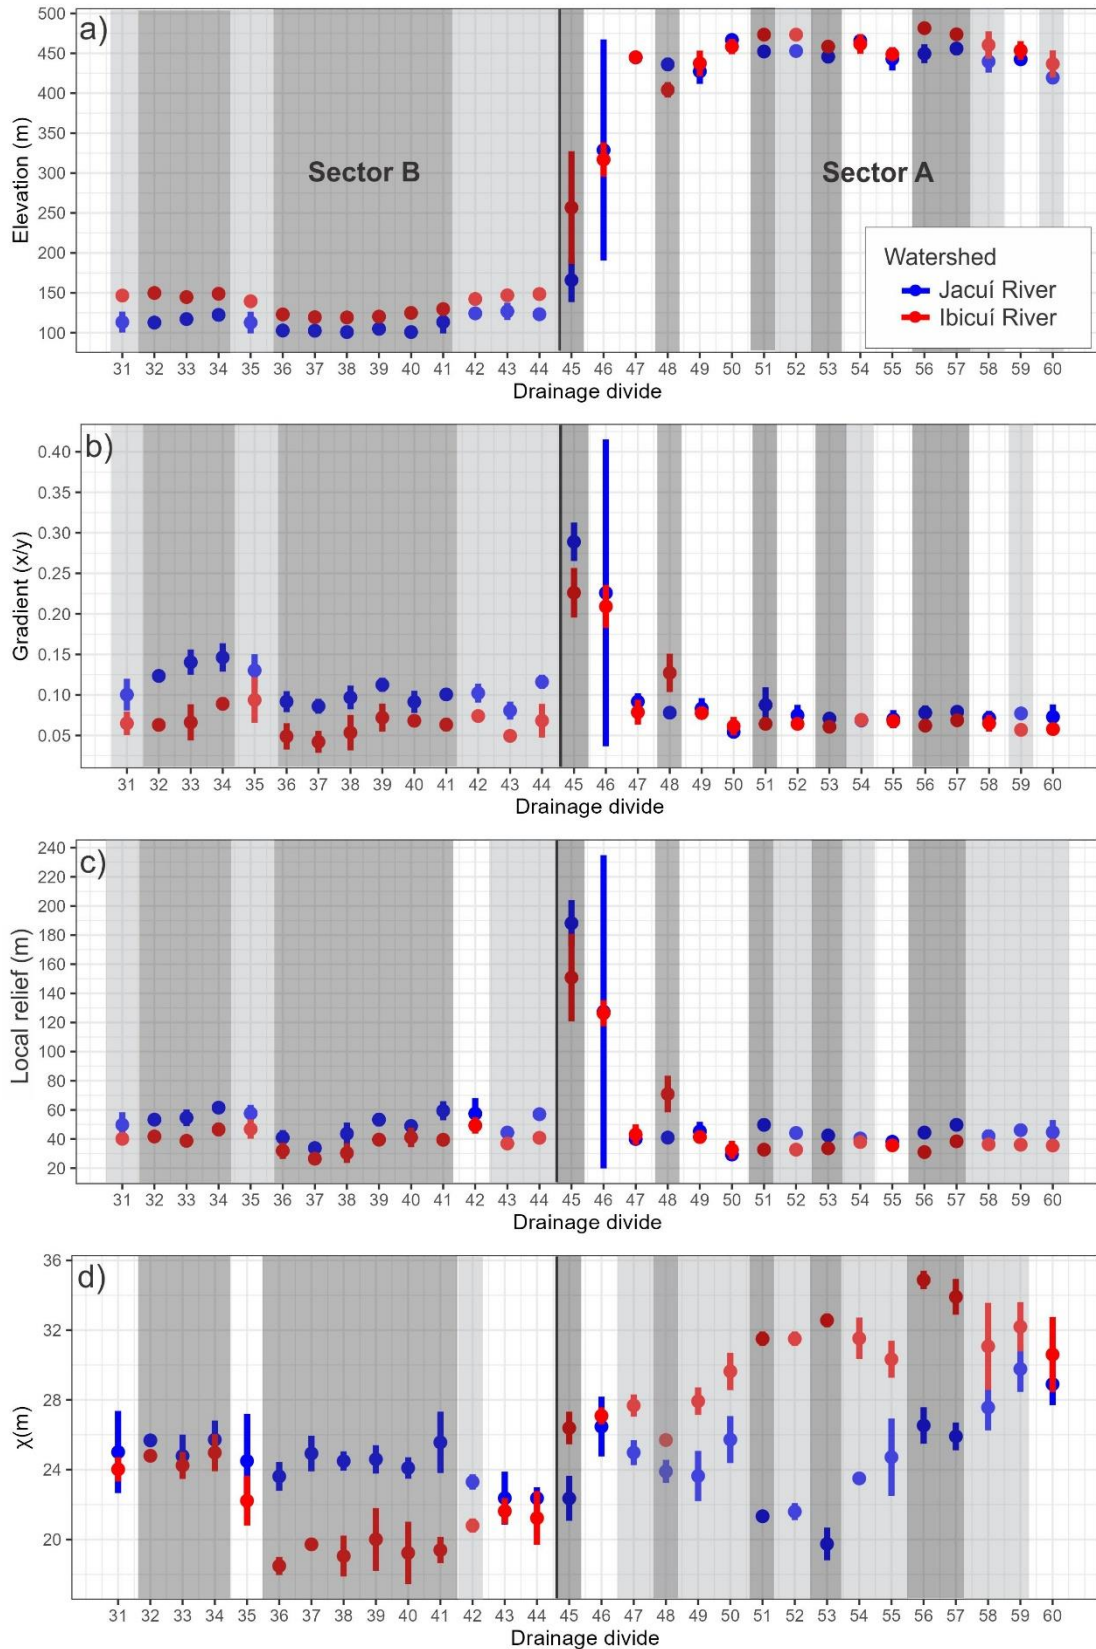 a)
Elevation (m)
500
450
400
350
300
250
200
150
100
Sector B
Sector A
Watershed
Jacuí River
Ibicuí River
31 32 33 34 35 36 37 38 39 40 41 42 43 44 45 46 47 48 49 50 51 52 53 54 55 56 57 58 59 60
Drainage divide
b)
Gradient (x/y)
0.40
0.35
0.30
0.25
0.20
0.15
0.10
0.05
31 32 33 34 35 36 37 38 39 40 41 42 43 44 45 46 47 48 49 50 51 52 53 54 55 56 57 58 59 60
Drainage divide
c)
Local relief (m)
240
220
200
180
160
140
120
100
80
60
40
20
31 32 33 34 35 36 37 38 39 40 41 42 43 44 45 46 47 48 49 50 51 52 53 54 55 56 57 58 59 60
Drainage divide
d)
χ(m)
36
32
28
24
20
31 32 33 34 35 36 37 38 39 40 41 42 43 44 45 46 47 48 49 50 51 52 53 54 55 56 57 58 59 60
Drainage divide